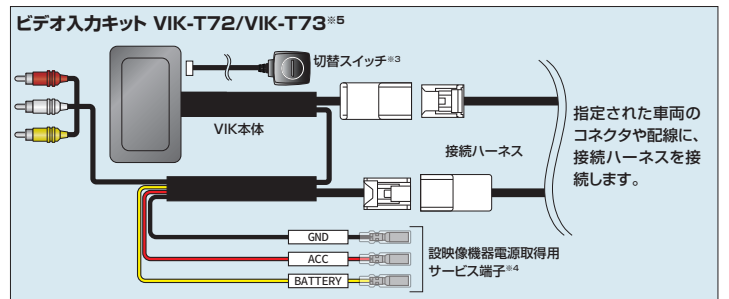 ビデオ入力キット VIK-T72/VIK-T73※5
切替スイッチ※3
VIK本体
接続ハーネス
指定された車両の
コネクタや配線に、
接続ハーネスを接
続します。
GND
ACC
BATTERY
設映像機器電源取得用
サービス端子※4